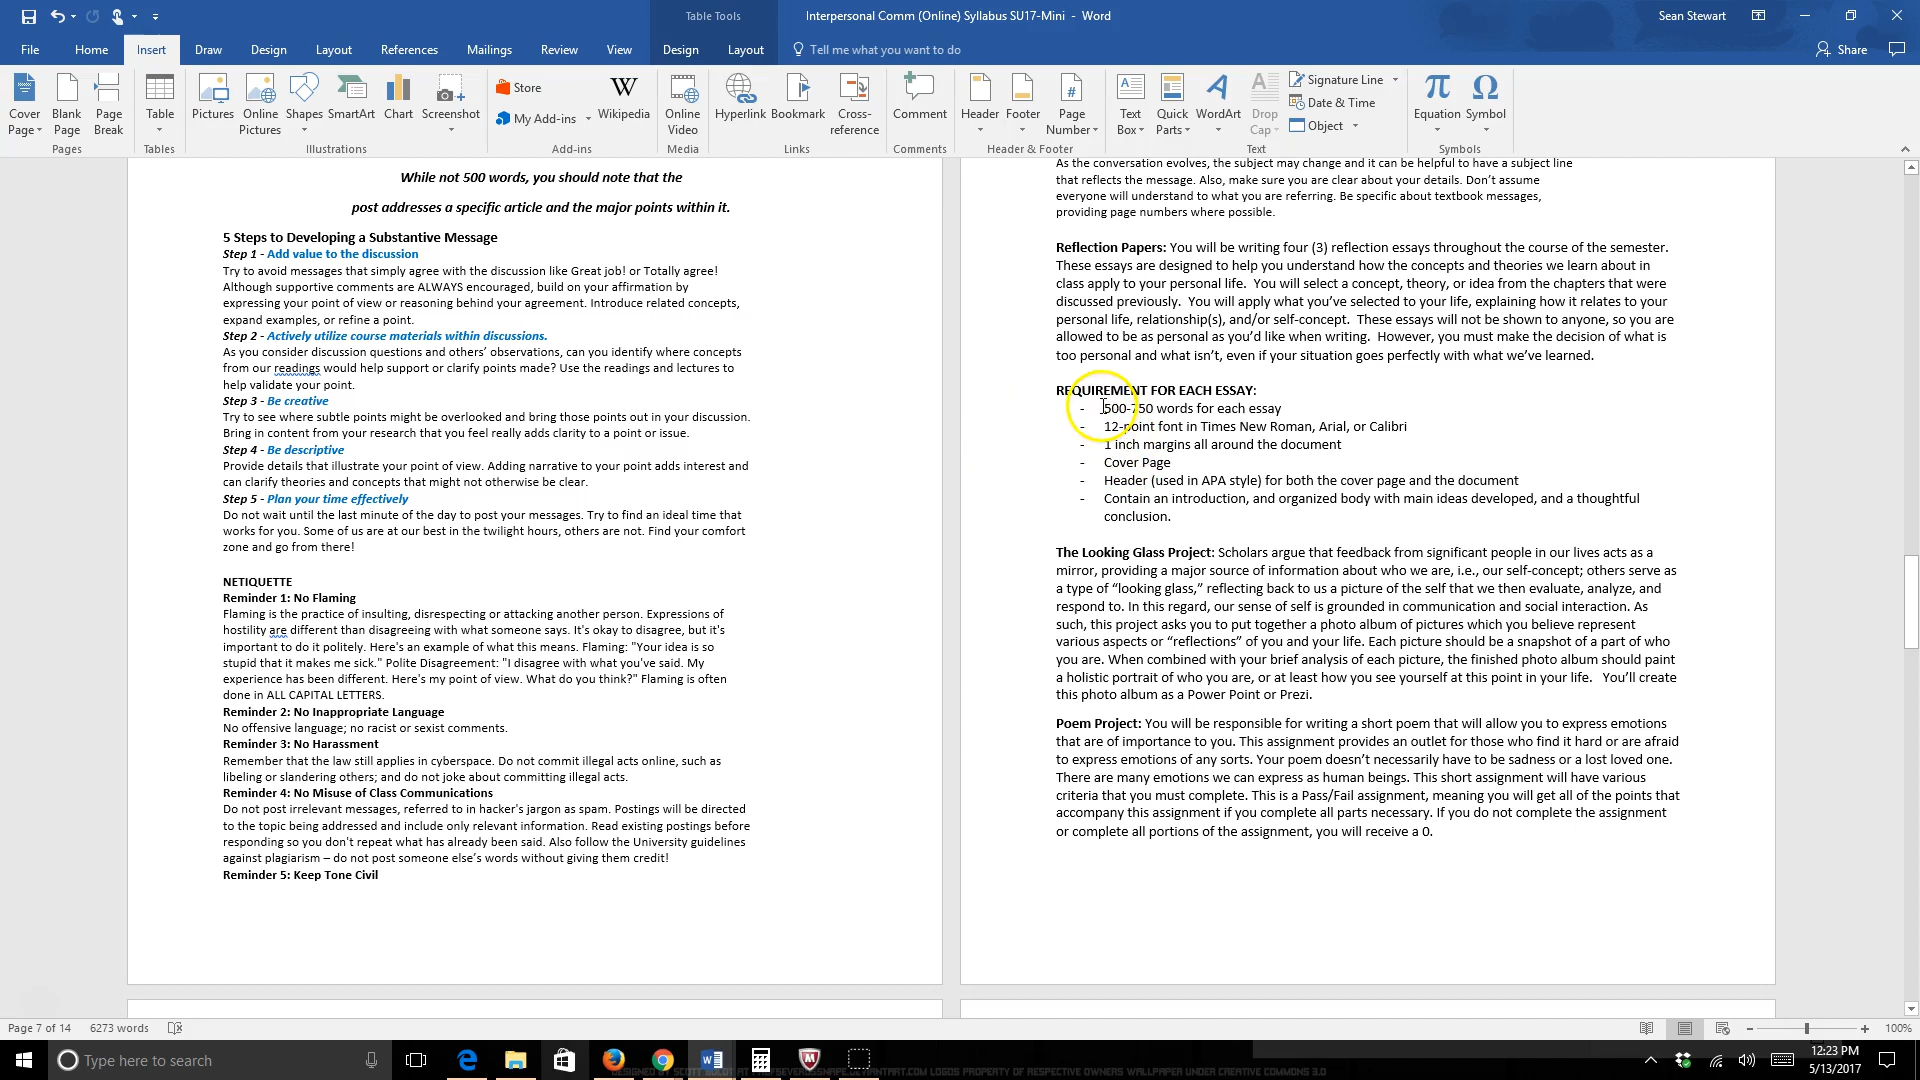 Table Tools
Interpersonal Comm (Online) Syllabus SU17-Mini - Word
Sean Stewart
File
Home
Insert
Draw
Design
Layout
References
Mailings
Review
View
Design
Layout
Tell me what you want to do
Share
Cover Page
Blank Page
Page Break
Pages
Table
Tables
Pictures
Online Pictures
Shapes
SmartArt
Chart
Screenshot
Illustrations
Store
My Add-ins
Wikipedia
Add-ins
Online Video
Media
Hyperlink
Bookmark
Cross-reference
Links
Comment
Comments
Header
Footer
Page Number
Header & Footer
Text Box
Quick Parts
WordArt
Drop Cap
Signature Line
Date & Time
Object
Text
Equation
Symbol
Symbols
While not 500 words, you should note that the
post addresses a specific article and the major points within it.
5 Steps to Developing a Substantive Message
Step 1 - Add value to the discussion
Try to avoid messages that simply agree with the discussion like Great job! or Totally agree!
Although supportive comments are ALWAYS encouraged, build on your affirmation by
expressing your point of view or reasoning behind your agreement. Introduce related concepts,
expand examples, or refine a point.
Step 2 - Actively utilize course materials within discussions.
As you consider discussion questions and others’ observations, can you identify where concepts
from our readings would help support or clarify points made? Use the readings and lectures to
help validate your point.
Step 3 - Be creative
Try to see where subtle points might be overlooked and bring those points out in your discussion.
Bring in content from your research that you feel really adds clarity to a point or issue.
Step 4 - Be descriptive
Provide details that illustrate your point of view. Adding narrative to your point adds interest and
can clarify theories and concepts that might not otherwise be clear.
Step 5 - Plan your time effectively
Do not wait until the last minute of the day to post your messages. Try to find an ideal time that
works for you. Some of us are at our best in the twilight hours, others are not. Find your comfort
zone and go from there!
NETIQUETTE
Reminder 1: No Flaming
Flaming is the practice of insulting, disrespecting or attacking another person. Expressions of
hostility are different than disagreeing with what someone says. It's okay to disagree, but it's
important to do it politely. Here's an example of what this means. Flaming: "Your idea is so
stupid that it makes me sick." Polite Disagreement: "I disagree with what you've said. My
experience has been different. Here's my point of view. What do you think?" Flaming is often
done in ALL CAPITAL LETTERS.
Reminder 2: No Inappropriate Language
No offensive language; no racist or sexist comments.
Reminder 3: No Harassment
Remember that the law still applies in cyberspace. Do not commit illegal acts online, such as
libeling or slandering others; and do not joke about committing illegal acts.
Reminder 4: No Misuse of Class Communications
Do not post irrelevant messages, referred to in hacker's jargon as spam. Postings will be directed
to the topic being addressed and include only relevant information. Read existing postings before
responding so you don't repeat what has already been said. Also follow the University guidelines
against plagiarism – do not post someone else’s words without giving them credit!
Reminder 5: Keep Tone Civil
As the conversation evolves, the subject may change and it can be helpful to have a subject line
that reflects the message. Also, make sure you are clear about your details. Don’t assume
everyone will understand to what you are referring. Be specific about textbook messages,
providing page numbers where possible.
Reflection Papers: You will be writing four (3) reflection essays throughout the course of the semester.
These essays are designed to help you understand how the concepts and theories we learn about in
class apply to your personal life. You will select a concept, theory, or idea from the chapters that were
discussed previously. You will apply what you’ve selected to your life, explaining how it relates to your
personal life, relationship(s), and/or self-concept. These essays will not be shown to anyone, so you are
allowed to be as personal as you’d like when writing. However, you must make the decision of what is
too personal and what isn’t, even if your situation goes perfectly with what we’ve learned.
REQUIREMENT FOR EACH ESSAY:
- 500-750 words for each essay
- 12-point font in Times New Roman, Arial, or Calibri
- 1 inch margins all around the document
- Cover Page
- Header (used in APA style) for both the cover page and the document
- Contain an introduction, and organized body with main ideas developed, and a thoughtful
conclusion.
The Looking Glass Project: Scholars argue that feedback from significant people in our lives acts as a
mirror, providing a major source of information about who we are, i.e., our self-concept; others serve as
a type of “looking glass,” reflecting back to us a picture of the self that we then evaluate, analyze, and
respond to. In this regard, our sense of self is grounded in communication and social interaction. As
such, this project asks you to put together a photo album of pictures which you believe represent
various aspects or “reflections” of you and your life. Each picture should be a snapshot of a part of who
you are. When combined with your brief analysis of each picture, the finished photo album should paint
a holistic portrait of who you are, or at least how you see yourself at this point in your life. You’ll create
this photo album as a Power Point or Prezi.
Poem Project: You will be responsible for writing a short poem that will allow you to express emotions
that are of importance to you. This assignment provides an outlet for those who find it hard or are afraid
to express emotions of any sorts. Your poem doesn’t necessarily have to be sadness or a lost loved one.
There are many emotions we can express as human beings. This short assignment will have various
criteria that you must complete. This is a Pass/Fail assignment, meaning you will get all of the points that
accompany this assignment if you complete all parts necessary. If you do not complete the assignment
or complete all portions of the assignment, you will receive a 0.
Page 7 of 14
6273 words
100%
Type here to search
12:23 PM
5/13/2017